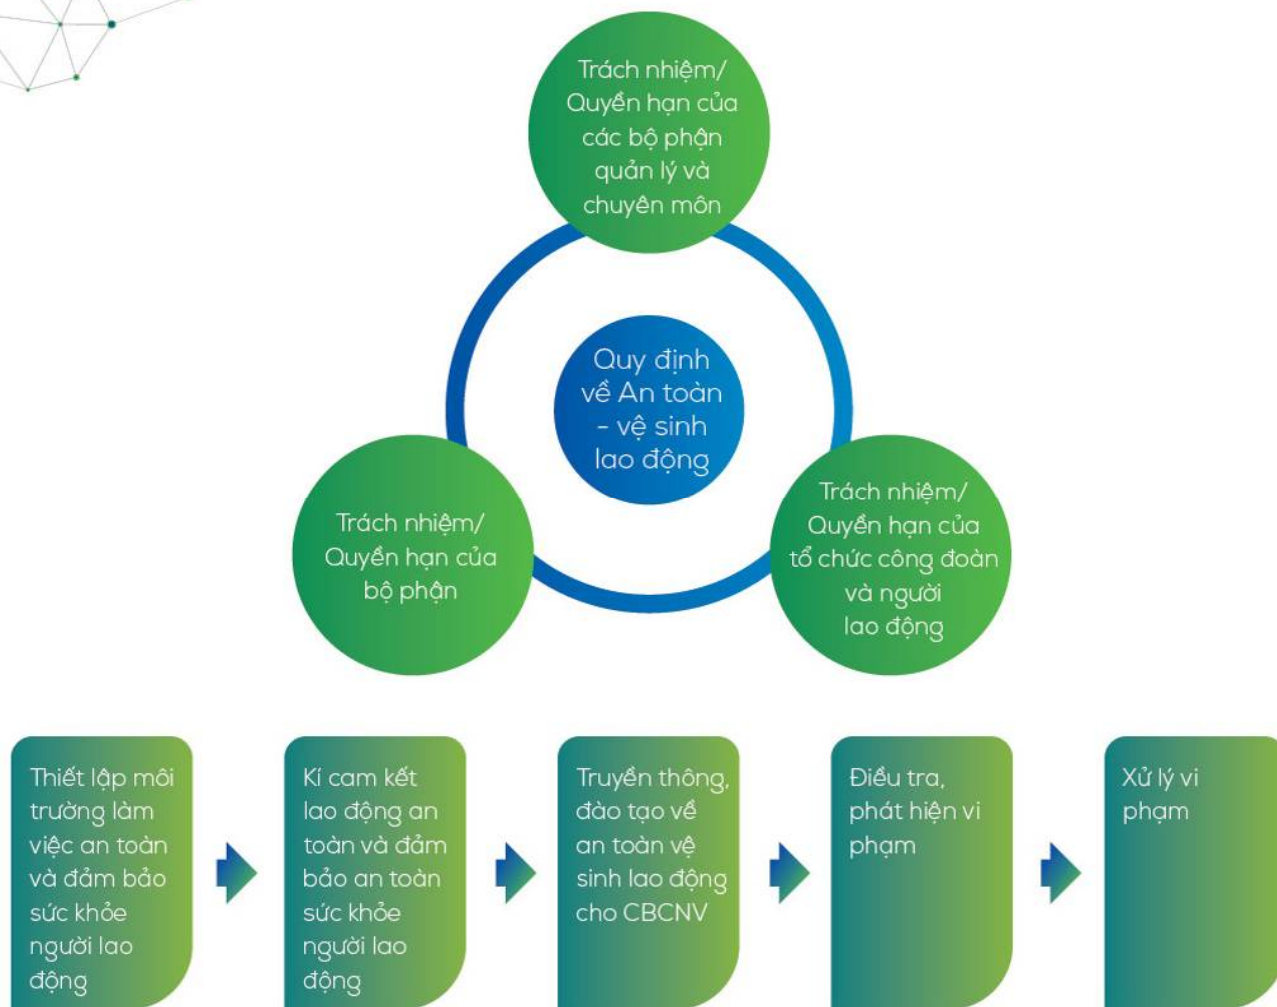 Trách nhiệm/
Quyền hạn của
các bộ phận
quản lý và
chuyên môn
Quy định
về An toàn
- vệ sinh
lao động
Trách nhiệm/
Quyền hạn của
bộ phận
Trách nhiệm/
Quyền hạn của
tổ chức công đoàn
và người
lao động
Thiết lập môi
trường làm
việc an toàn
và đảm bảo
sức khỏe
người lao
động
Kí cam kết
lao động an
toàn và đảm
bảo an toàn
sức khỏe
người lao
động
Truyền thông,
đào tạo về
an toàn vệ
sinh lao động
cho CBCNV
Điều tra,
phát hiện vi
phạm
Xử lý vi
phạm